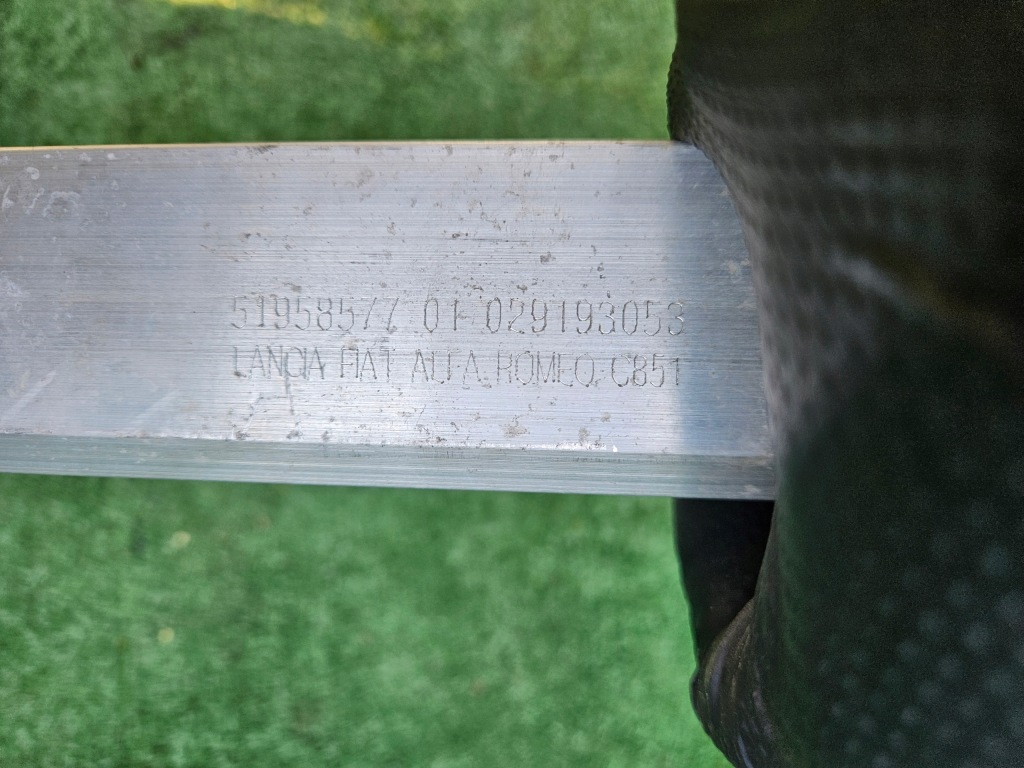 51958577 01 029193053
LANCIA FIAT ALFA ROMEO C851